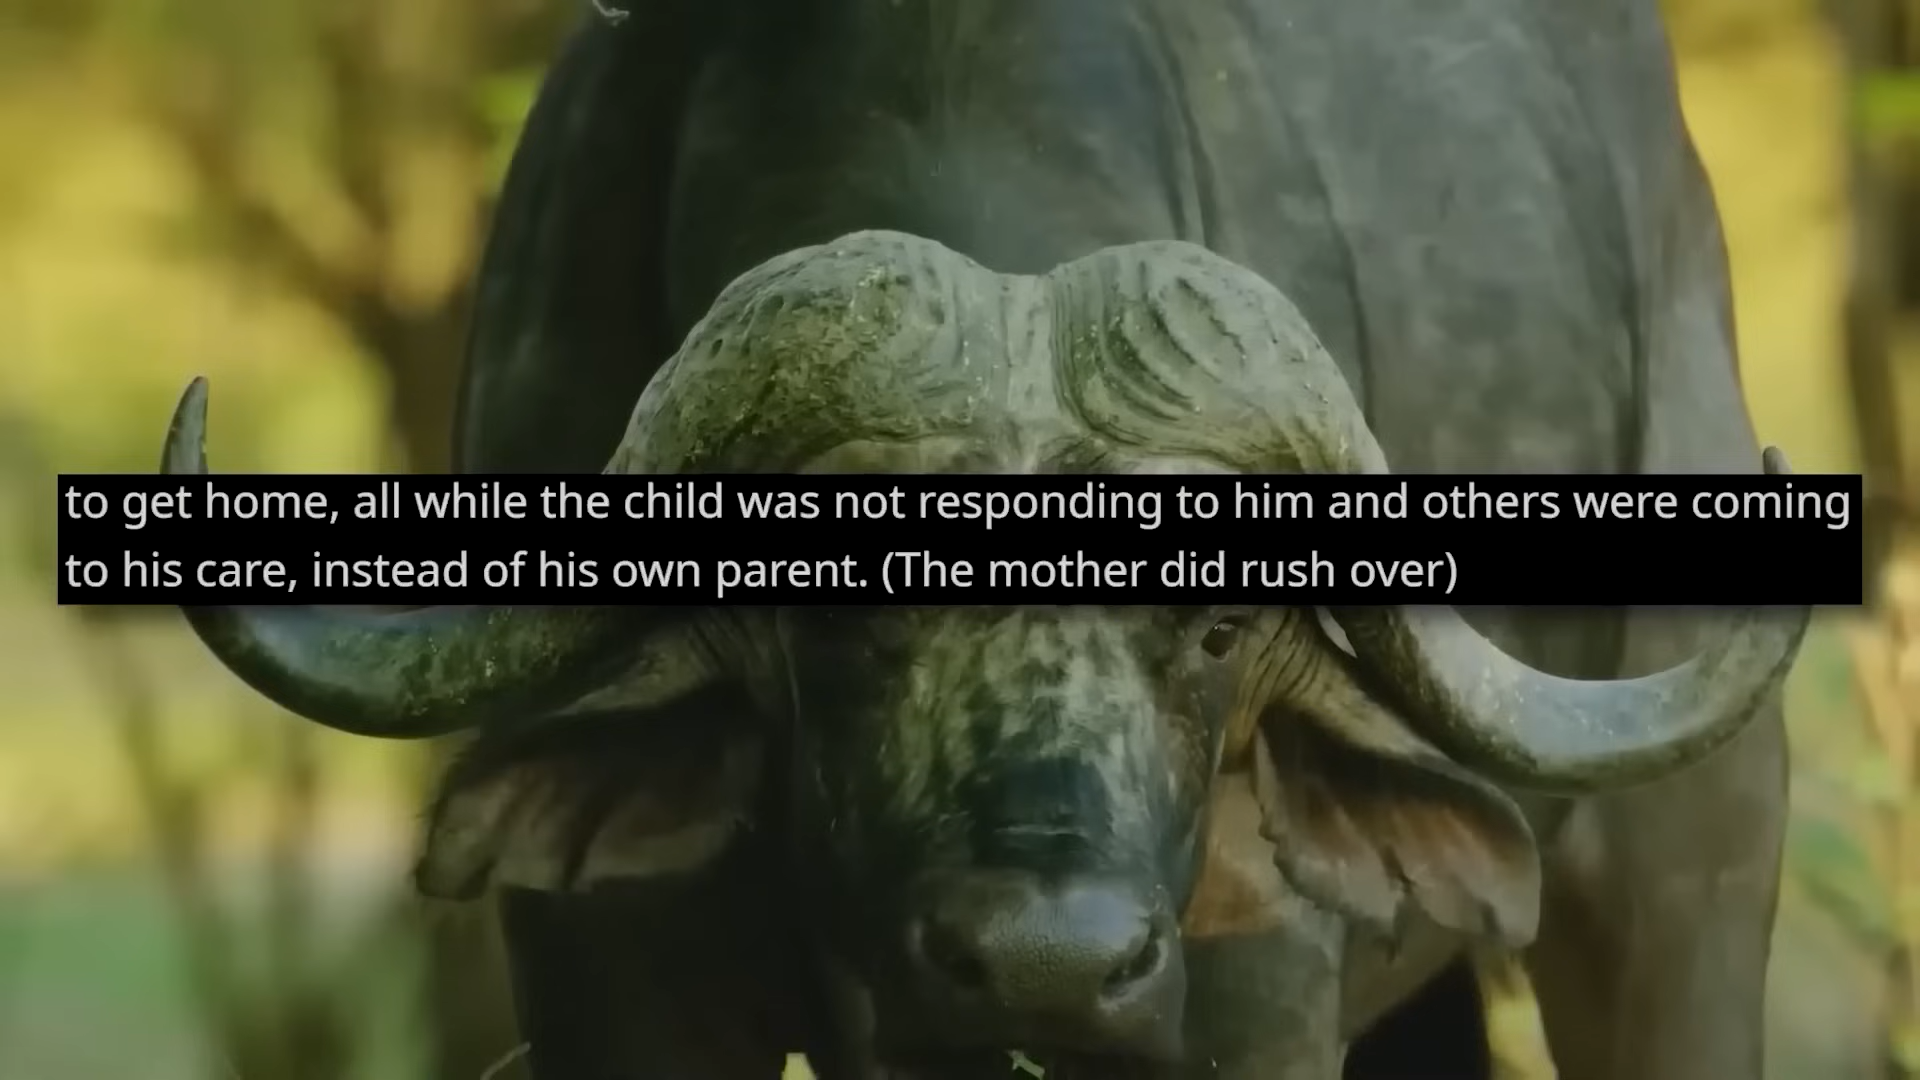 to get home, all while the child was not responding to him and others were coming
to his care, instead of his own parent. (The mother did rush over)